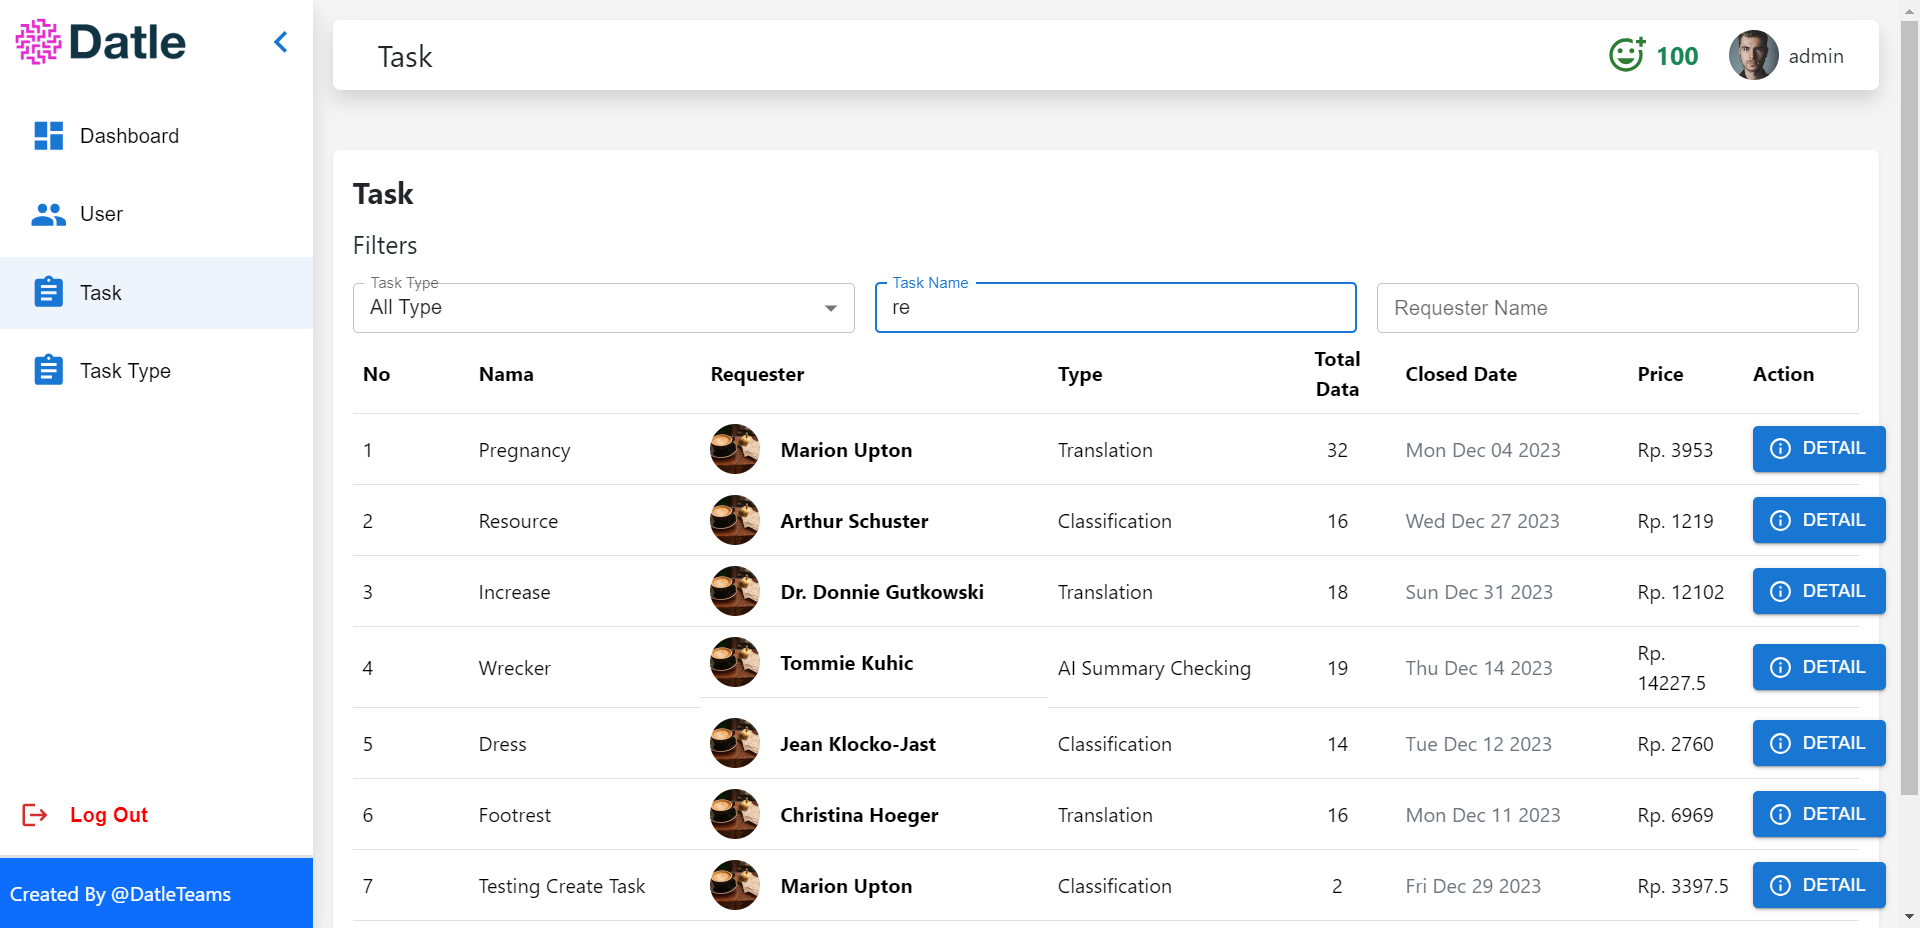 Datle
Task
100
admin
Dashboard
User
Task
Task Type
Log Out
Created By @DatleTeams
Task
Filters
Task Type
All Type
Task Name
re
Requester Name
No Nama Requester Type Total Data Closed Date Price Action
1 Pregnancy Marion Upton Translation 32 Mon Dec 04 2023 Rp. 3953 DETAIL
2 Resource Arthur Schuster Classification 16 Wed Dec 27 2023 Rp. 1219 DETAIL
3 Increase Dr. Donnie Gutkowski Translation 18 Sun Dec 31 2023 Rp. 12102 DETAIL
4 Wrecker Tommie Kuhic AI Summary Checking 19 Thu Dec 14 2023 Rp. 14227.5 DETAIL
5 Dress Jean Klocko-Jast Classification 14 Tue Dec 12 2023 Rp. 2760 DETAIL
6 Footrest Christina Hoeger Translation 16 Mon Dec 11 2023 Rp. 6969 DETAIL
7 Testing Create Task Marion Upton Classification 2 Fri Dec 29 2023 Rp. 3397.5 DETAIL